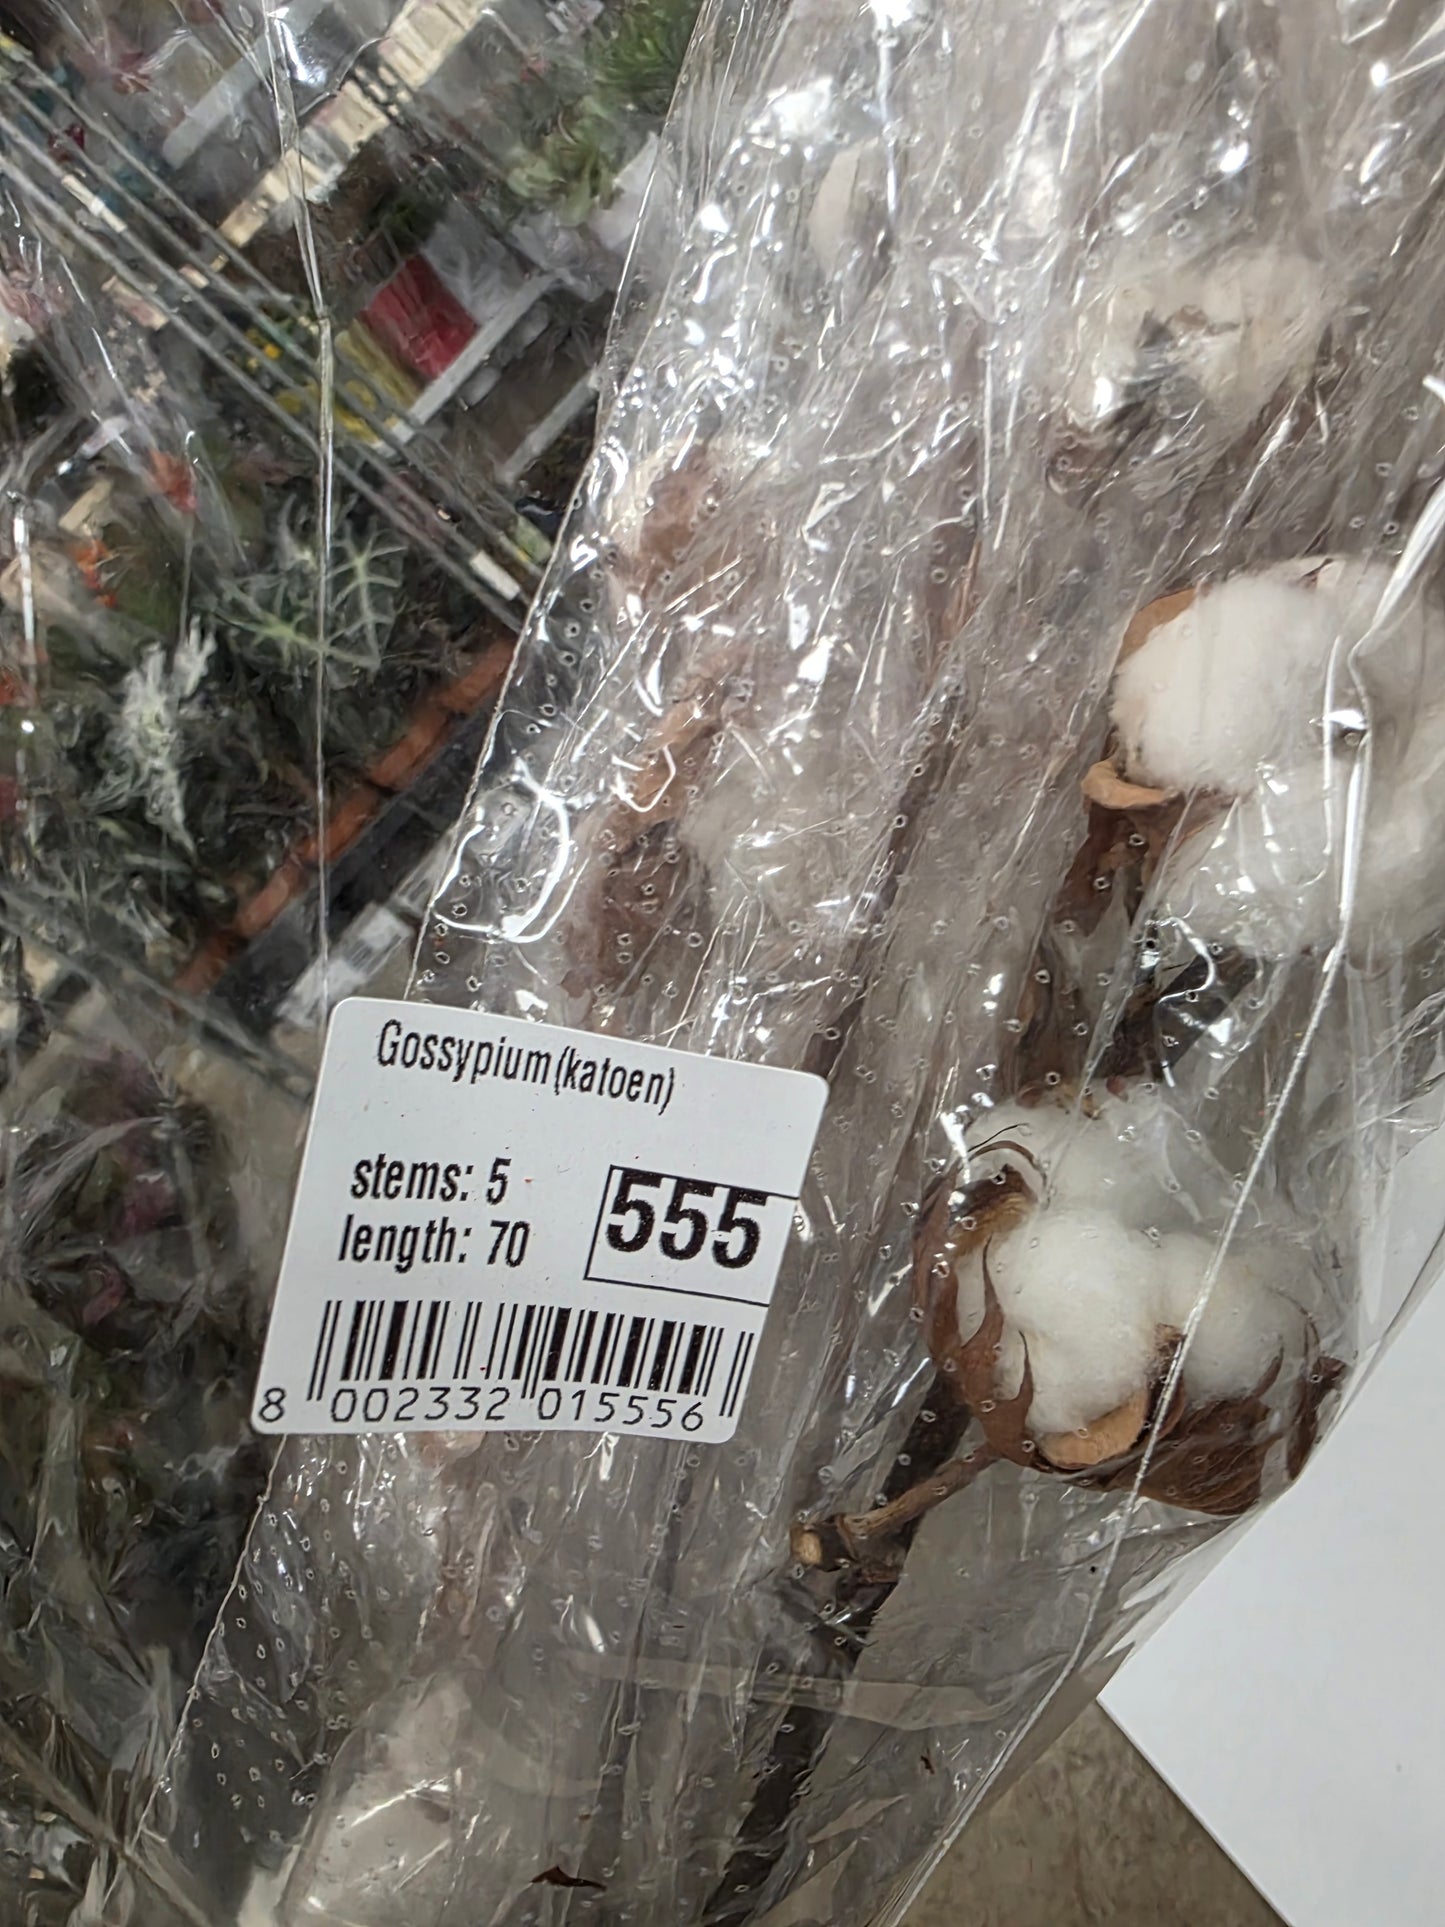 Gossypium (katoen)
stems: 5
length: 70
555
8 002332 015556